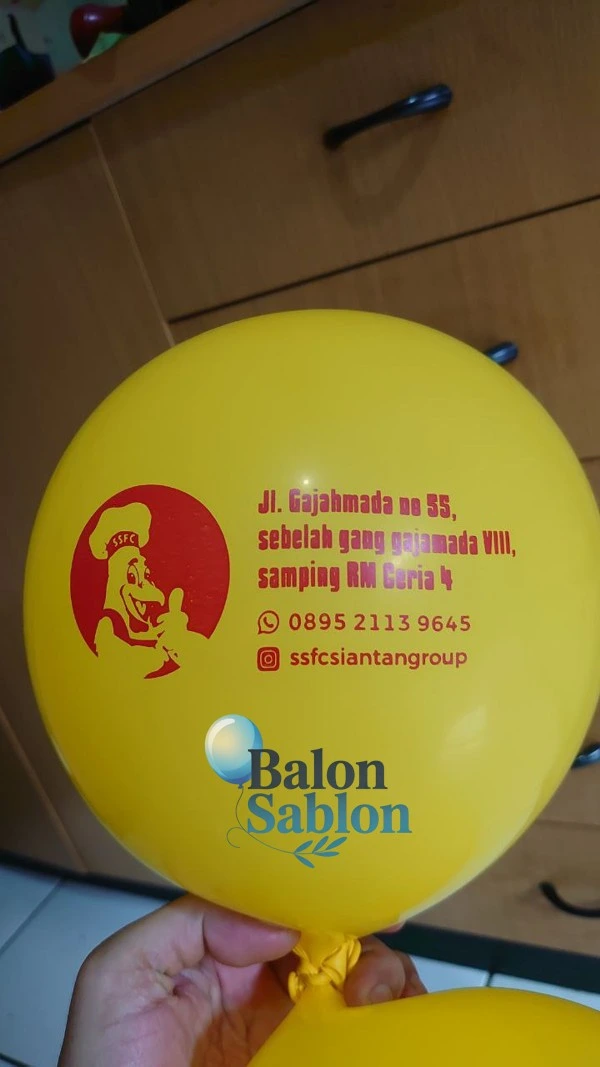 SSFC
Jl. Gajahmada no 55,
sebelah gang gajamada VIII,
samping RM Ceria 4
0895 2113 9645
ssfcsiantangroup
Balon
Sablon